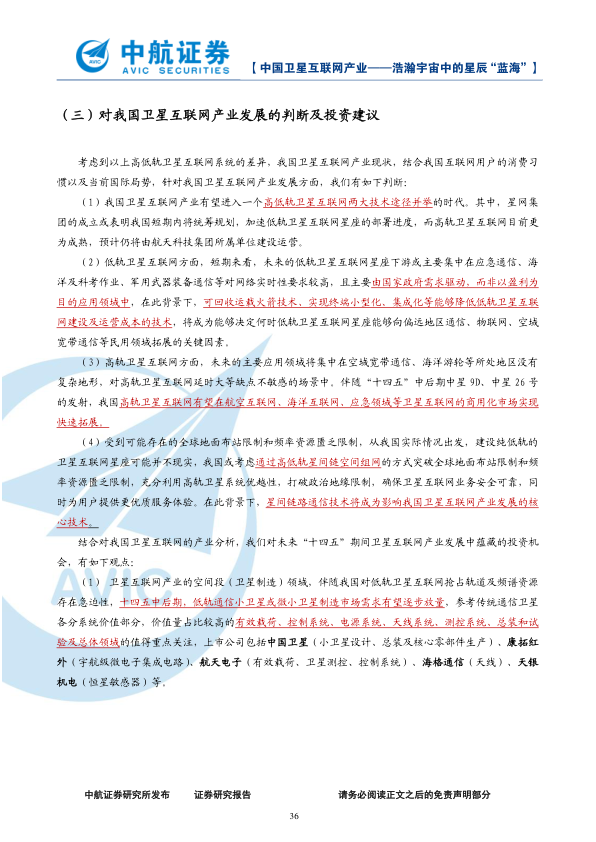 中航证券
AVIC SECURITIES
【中国卫星互联网产业——浩瀚宇宙中的星辰“蓝海”】
（三）对我国卫星互联网产业发展的判断及投资建议
考虑到以上高低轨卫星互联网系统的差异，我国卫星互联网产业现状，结合我国互联网用户的消费习
惯以及当前国际局势，针对我国卫星互联网产业发展方面，我们有如下判断：
（1）我国卫星互联网产业有望进入一个高低轨卫星互联网两大技术途径并举的时代。其中，星网集
团的成立或表明我国短期内将统筹规划，加速低轨卫星互联网星座的部署进度，而高轨卫星互联网目前更
为成熟，预计仍将由航天科技集团所属单位建设运营。
（2）低轨卫星互联网方面，短期来看，未来的低轨卫星互联网星座下游或主要集中在应急通信、海
洋及科考作业、军用武器装备通信等对网络实时性要求较高，且主要由国家政府需求驱动，而非以盈利为
目的应用领域中，在此背景下，可回收运载火箭技术、实现终端小型化、集成化等能够降低低轨卫星互联
网建设及运营成本的技术，将成为能够决定何时低轨卫星互联网星座能够向偏远地区通信、物联网、空域
宽带通信等民用领域拓展的关键因素。
（3）高轨卫星互联网方面，未来的主要应用领域将集中在空域宽带通信、海洋游轮等所处地区没有
复杂地形，对高轨卫星互联网延时大等缺点不敏感的场景中。伴随“十四五”中后期中星 9D、中星 26 号
的发射，我国高轨卫星互联网有望在航空互联网、海洋互联网、应急领域等卫星互联网的商用化市场实现
快速拓展。
（4）受到可能存在的全球地面布站限制和频率资源匮乏限制，从我国实际情况出发，建设纯低轨的
卫星互联网星座可能并不现实，我国或考虑通过高低轨星间链空间组网的方式突破全球地面布站限制和频
率资源匮乏限制，充分利用高轨卫星系统优越性，打破政治地缘限制，确保卫星互联网业务安全可靠，同
时为用户提供更优质服务体验。在此背景下，星间链路通信技术将成为影响我国卫星互联网产业发展的核
心技术。
结合对我国卫星互联网的产业分析，我们对未来“十四五”期间卫星互联网产业发展中蕴藏的投资机
会，有如下观点：
（1） 卫星互联网产业的空间段（卫星制造）领域，伴随我国对低轨卫星互联网抢占轨道及频谱资源
存在急迫性，十四五中后期，低轨通信小卫星或微小卫星制造市场需求有望逐步放量，参考传统通信卫星
各分系统价值部分，价值量占比较高的有效载荷、控制系统、电源系统、天线系统、测控系统、总装和试
验及总体领域的值得重点关注，上市公司包括中国卫星（小卫星设计、总装及核心零部件生产）、康拓红
外（宇航级微电子集成电路）、航天电子（有效载荷、卫星测控、控制系统）、海格通信（天线）、天银
机电（恒星敏感器）等。
AVIC
中航证券研究所发布 证券研究报告 请务必阅读正文之后的免责声明部分
36